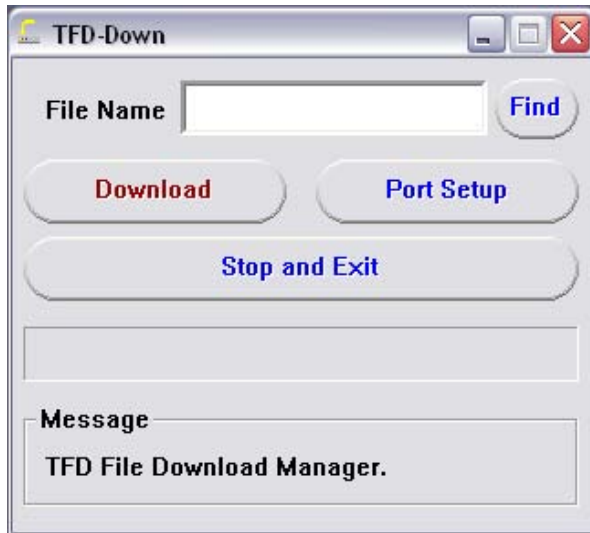 TFD-Down
File Name Find
Download Port Setup
Stop and Exit
Message
TFD File Download Manager.